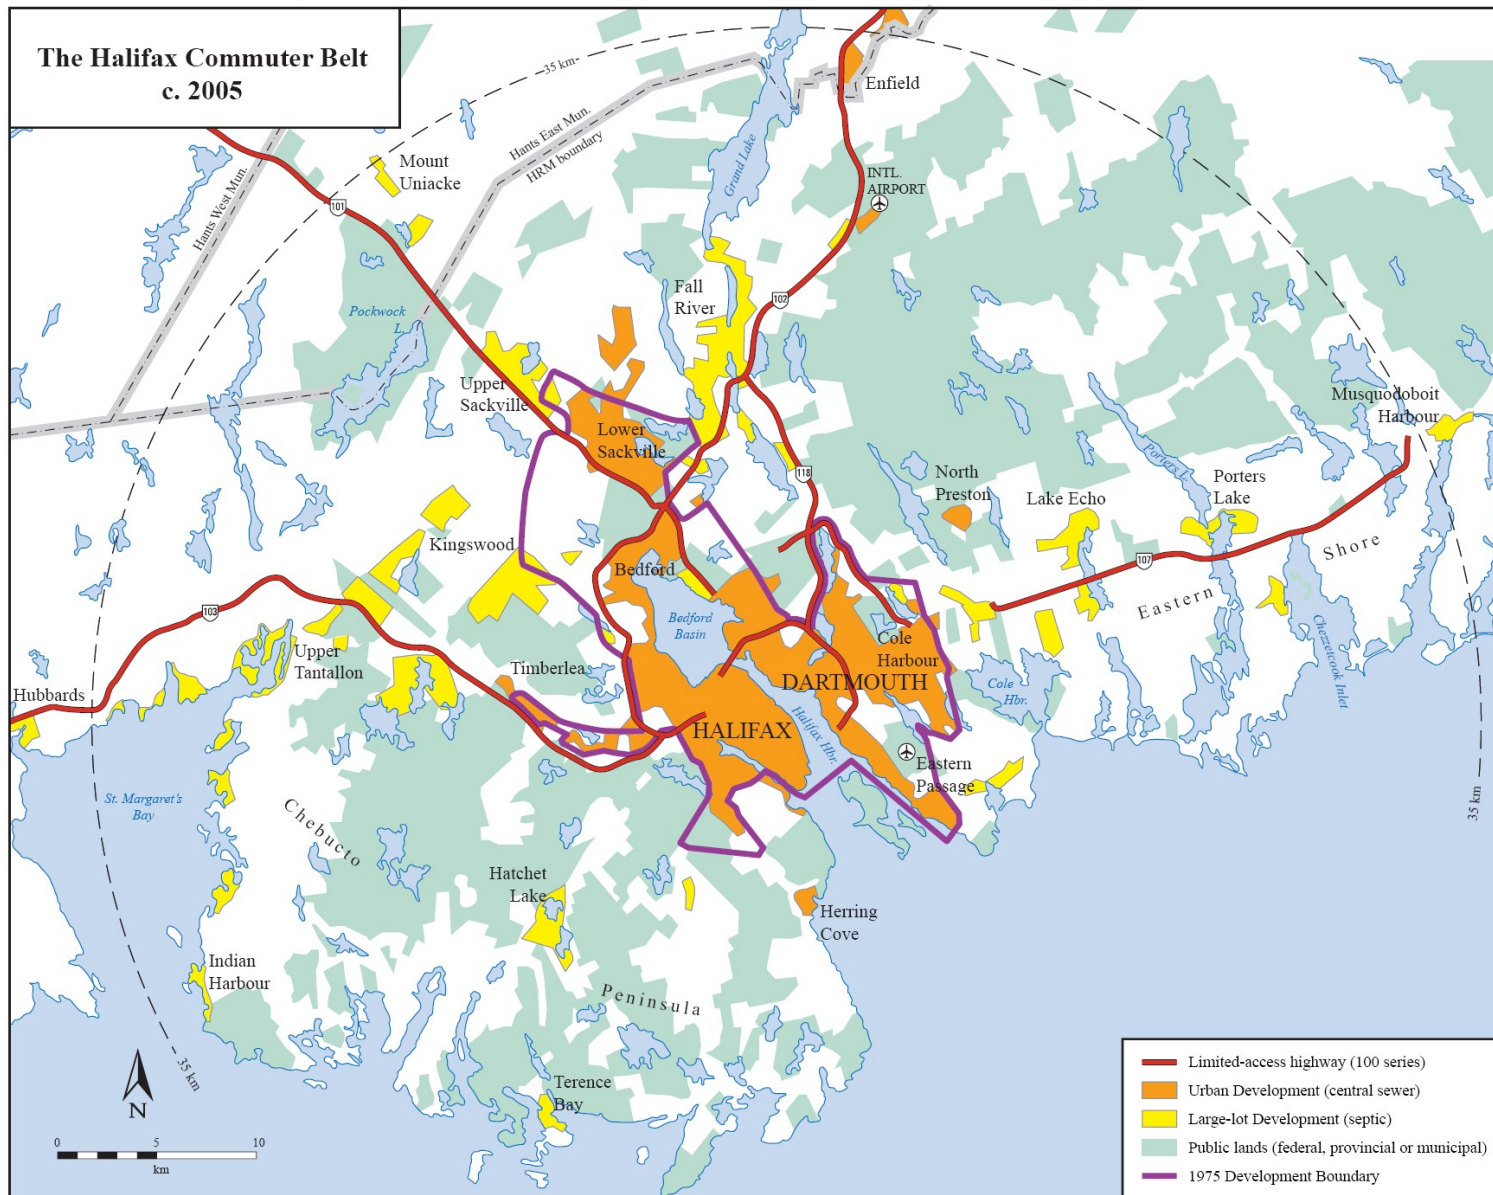 The Halifax Commuter Belt
c. 2005
35 km
Enfield
Hants East Mun.
HRM boundary
Hants West Mun.
Mount
Uniacke
101
Grand Lake
INTL.
AIRPORT
Fall
River
102
Pockwock
L.
Upper
Sackville
Lower
Sackville
118
Musquodoboit
Harbour
North
Preston
Lake Echo
Porters L.
Porters
Lake
Kingswood
Bedford
Bedford
Basin
107
Eastern
Shore
Chezzetcook Inlet
103
Upper
Tantallon
Timberlea
Cole
Harbour
Cole
Hbr.
DARTMOUTH
Hubbards
HALIFAX
Halifax Hbr.
Eastern
Passage
St. Margaret's
Bay
Chebucto
35 km
Hatchet
Lake
Herring
Cove
Indian
Harbour
Peninsula
35 km
Terence
Bay
N
0 5 10
km
Limited-access highway (100 series)
Urban Development (central sewer)
Large-lot Development (septic)
Public lands (federal, provincial or municipal)
1975 Development Boundary